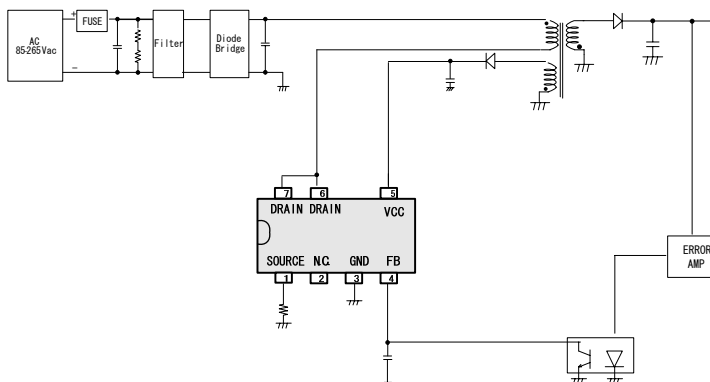 AC
85-265Vac
+
−
FUSE
Filter
Diode
Bridge
7
6
5
DRAIN
DRAIN
VCC
SOURCE
N.C.
GND
FB
1
2
3
4
ERROR
AMP